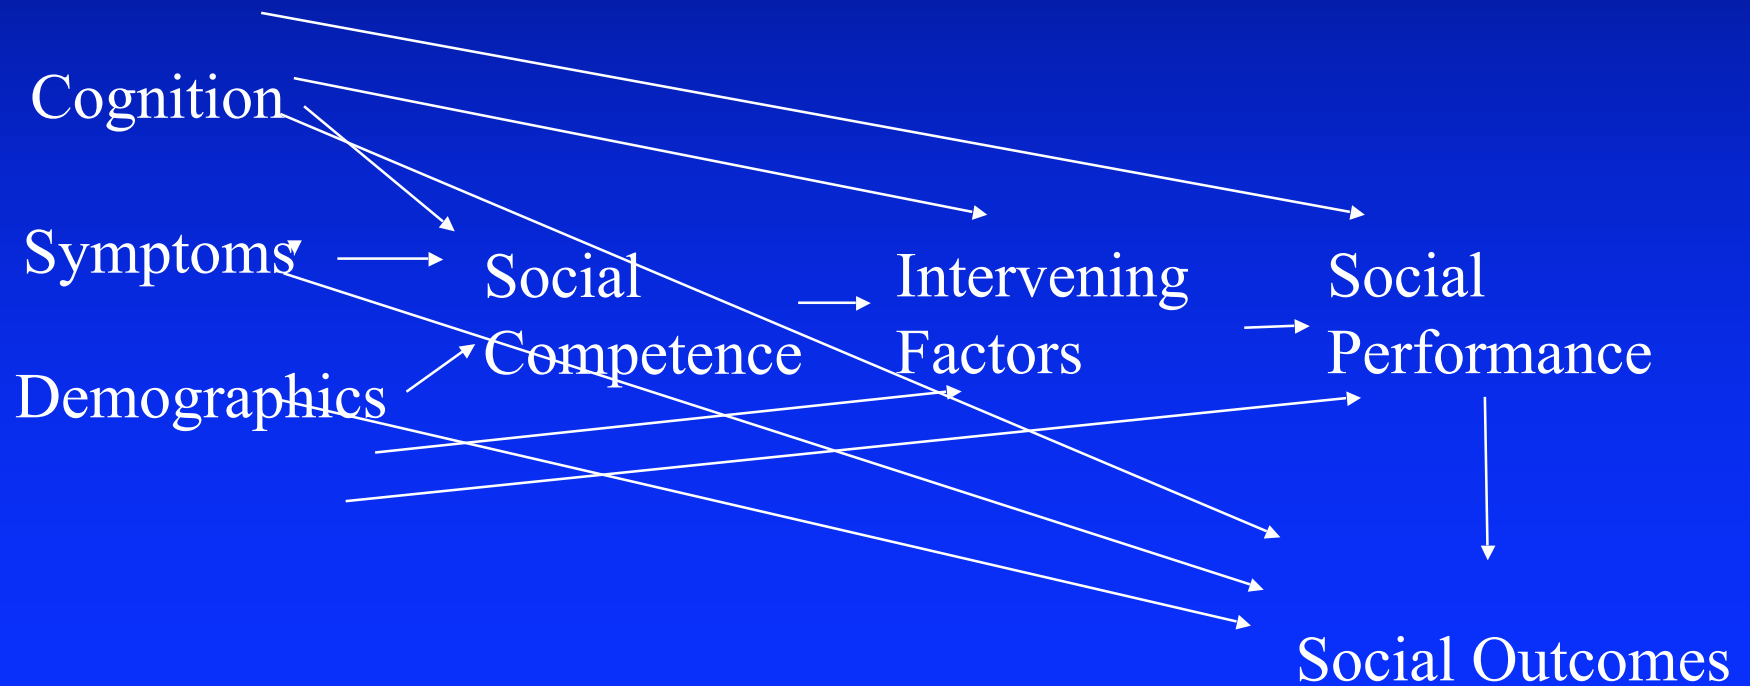 Cognition
Symptoms
Social
Competence
Intervening
Factors
Social
Performance
Demographics
Social Outcomes